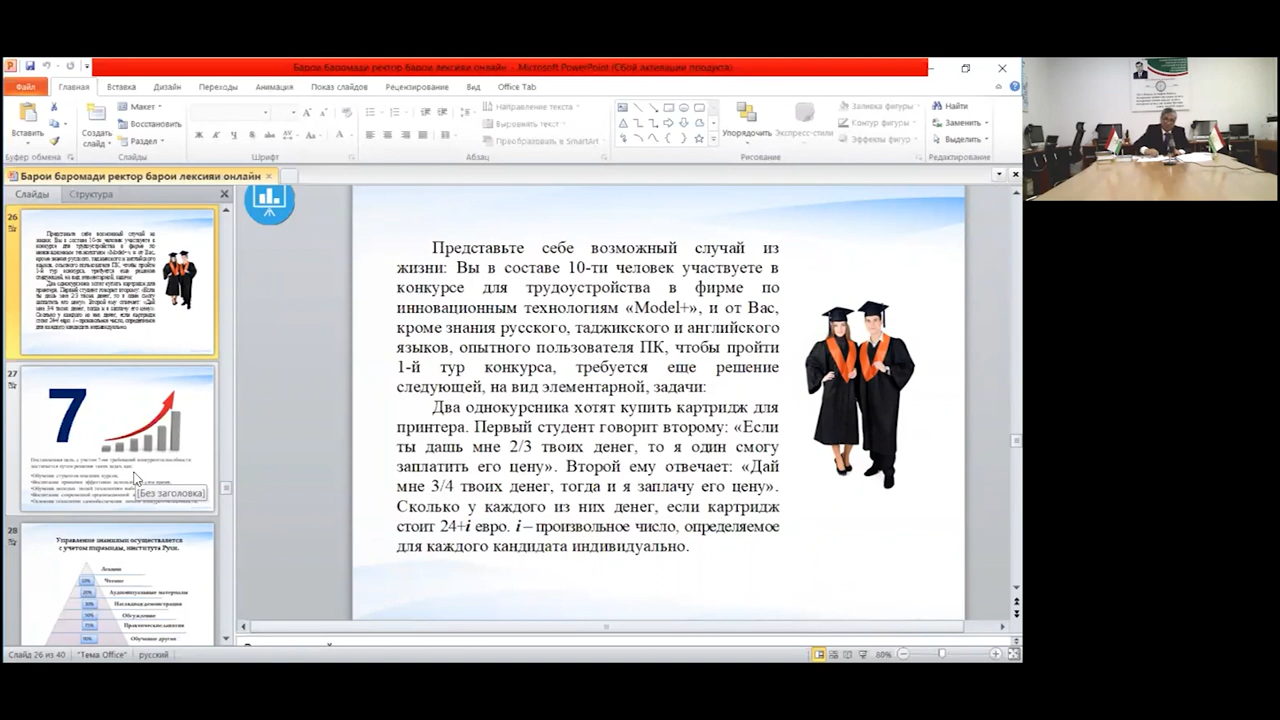 Барои баромади ректор барои лексияи онлайн - Microsoft PowerPoint (Сбой активации продукта)
Файл Главная Вставка Дизайн Переходы Анимация Показ слайдов Рецензирование Вид Office Tab
Вставить
Буфер обмена
Создать слайд
Макет
Восстановить
Раздел
Слайды
Шрифт
Направление текста
Выровнять текст
Преобразовать в SmartArt
Абзац
Упорядочить
Экспресс-стили
Заливка фигуры
Контур фигуры
Эффекты фигур
Рисование
Найти
Заменить
Выделить
Редактирование
Барои баромади ректор барои лексияи онлайн
Слайды Структура
26
27
7
[Без заголовка]
28
Управление знаниями осуществляется
с учетом пирамиды, института Руси.
Лекции
Чтение
Аудиовизуальные материалы
Наглядная демонстрация
Обсуждение
Практические занятия
Обучение других
Представьте себе возможный случай из
жизни: Вы в составе 10-ти человек участвуете в
конкурсе для трудоустройства в фирме по
инновационным технологиям «Model+», и от Вас,
кроме знания русского, таджикского и английского
языков, опытного пользователя ПК, чтобы пройти
1-й тур конкурса, требуется еще решение
следующей, на вид элементарной, задачи:
Два однокурсника хотят купить картридж для
принтера. Первый студент говорит второму: «Если
ты дашь мне 2/3 твоих денег, то я один смогу
заплатить его цену». Второй ему отвечает: «Дай
мне 3/4 твоих денег, тогда и я заплачу его цену».
Сколько у каждого из них денег, если картридж
стоит 24+i евро. i – произвольное число, определяемое
для каждого кандидата индивидуально.
Слайд 26 из 40 "Тема Office" русский
80%